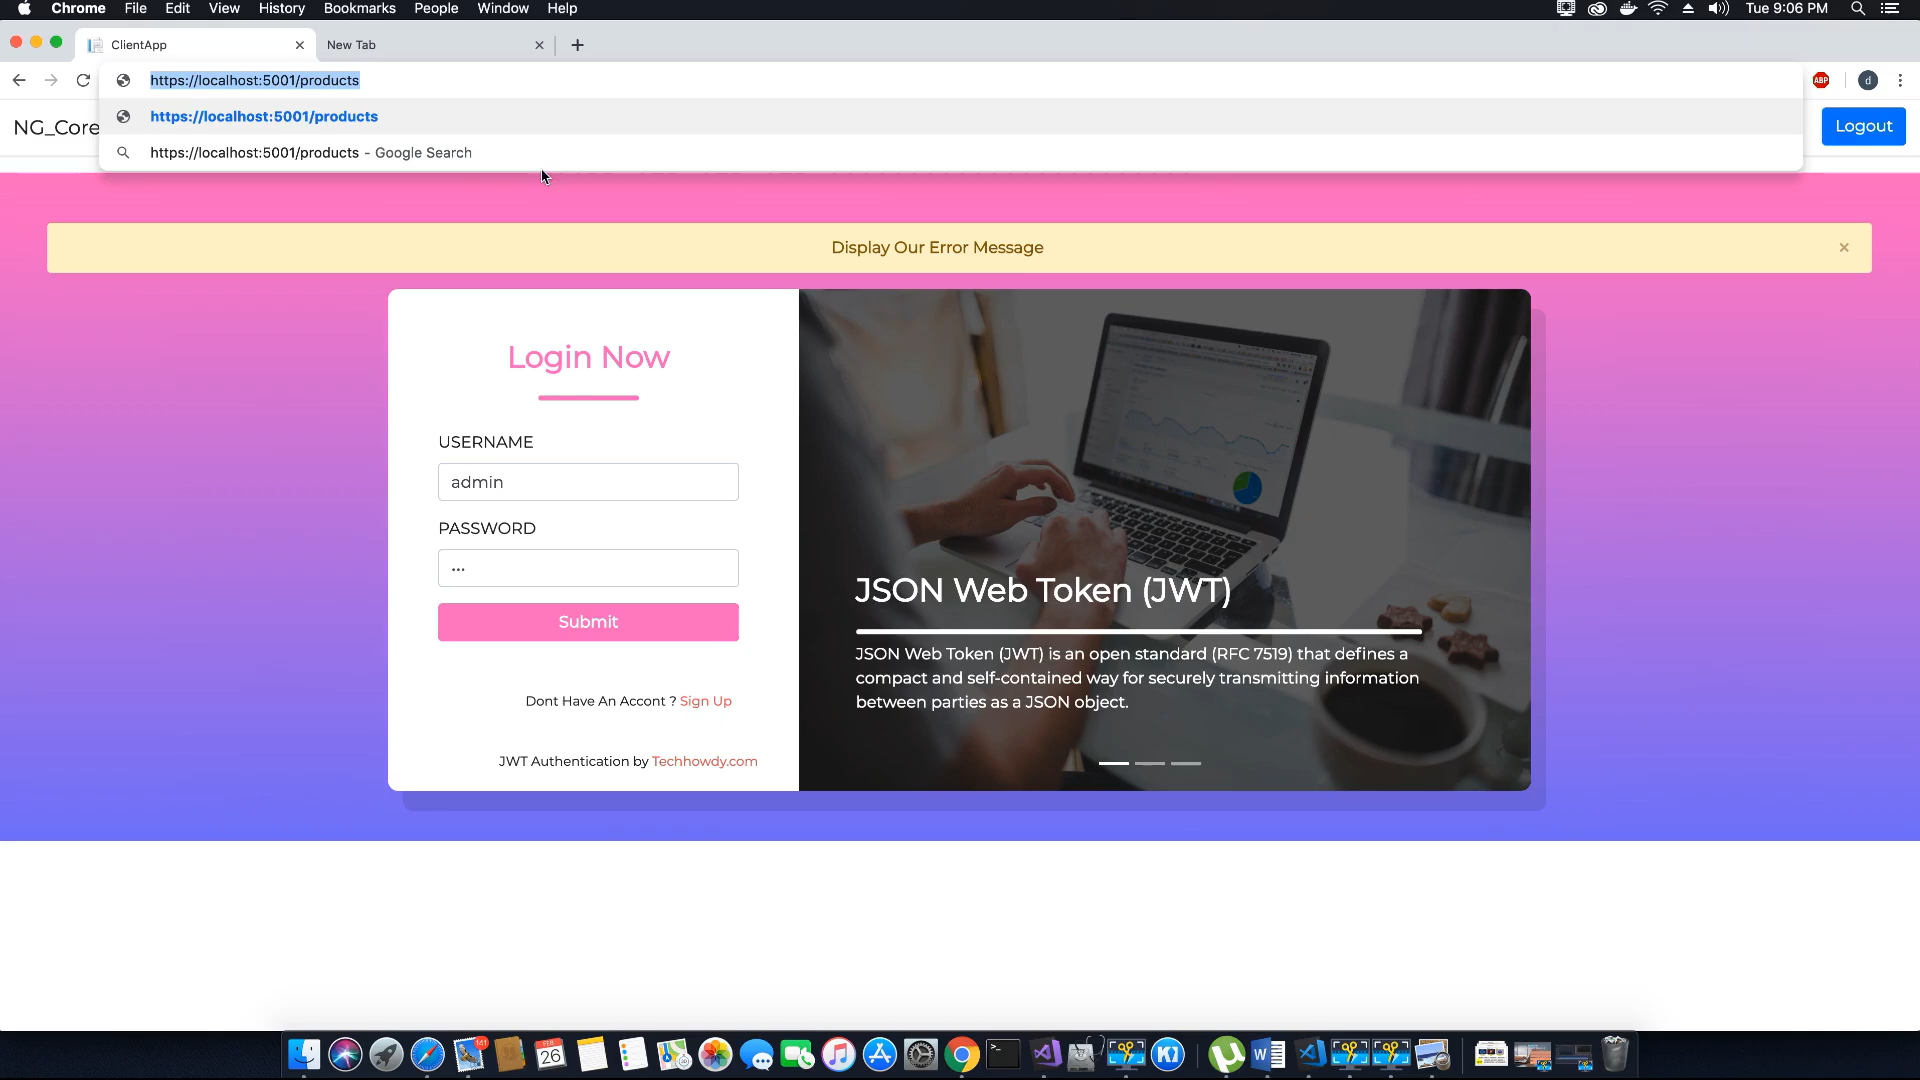 Chrome File Edit View History Bookmarks People Window Help Tue 9:06 PM
ClientApp New Tab
https://localhost:5001/products ABP d
https://localhost:5001/products
https://localhost:5001/products - Google Search
NG_Core Logout
Display Our Error Message ×
Login Now
USERNAME
admin
PASSWORD
Submit
Dont Have An Accont ? Sign Up
JWT Authentication by Techhowdy.com
JSON Web Token (JWT)
JSON Web Token (JWT) is an open standard (RFC 7519) that defines a
compact and self-contained way for securely transmitting information
between parties as a JSON object.
141 FEB 26